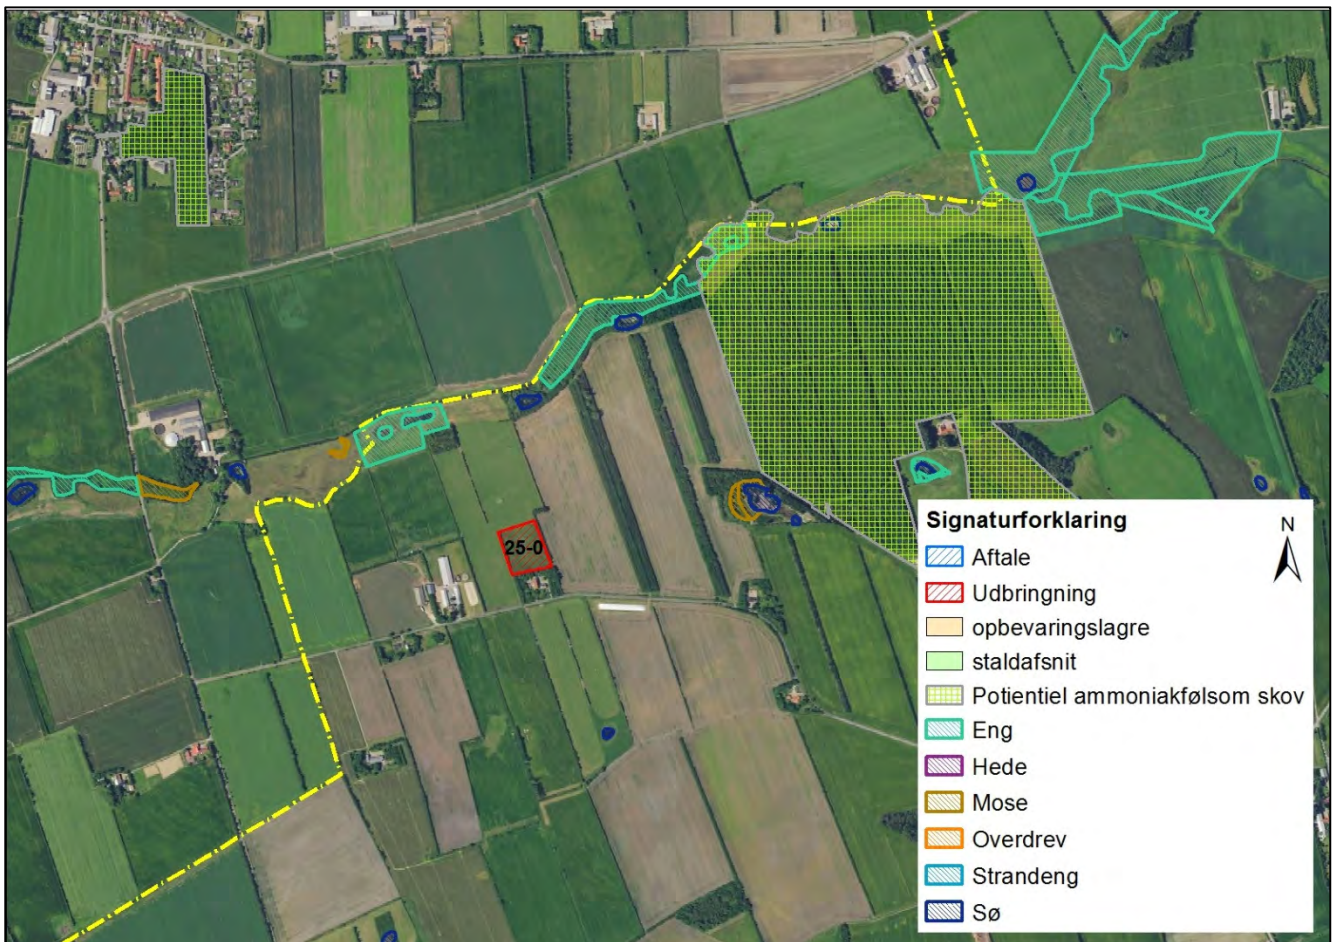 25-0
Signaturforklaring
N
Aftale
Udbringning
opbevaringslagre
staldafsnit
Potientiel ammoniakfølsom skov
Eng
Hede
Mose
Overdrev
Strandeng
Sø